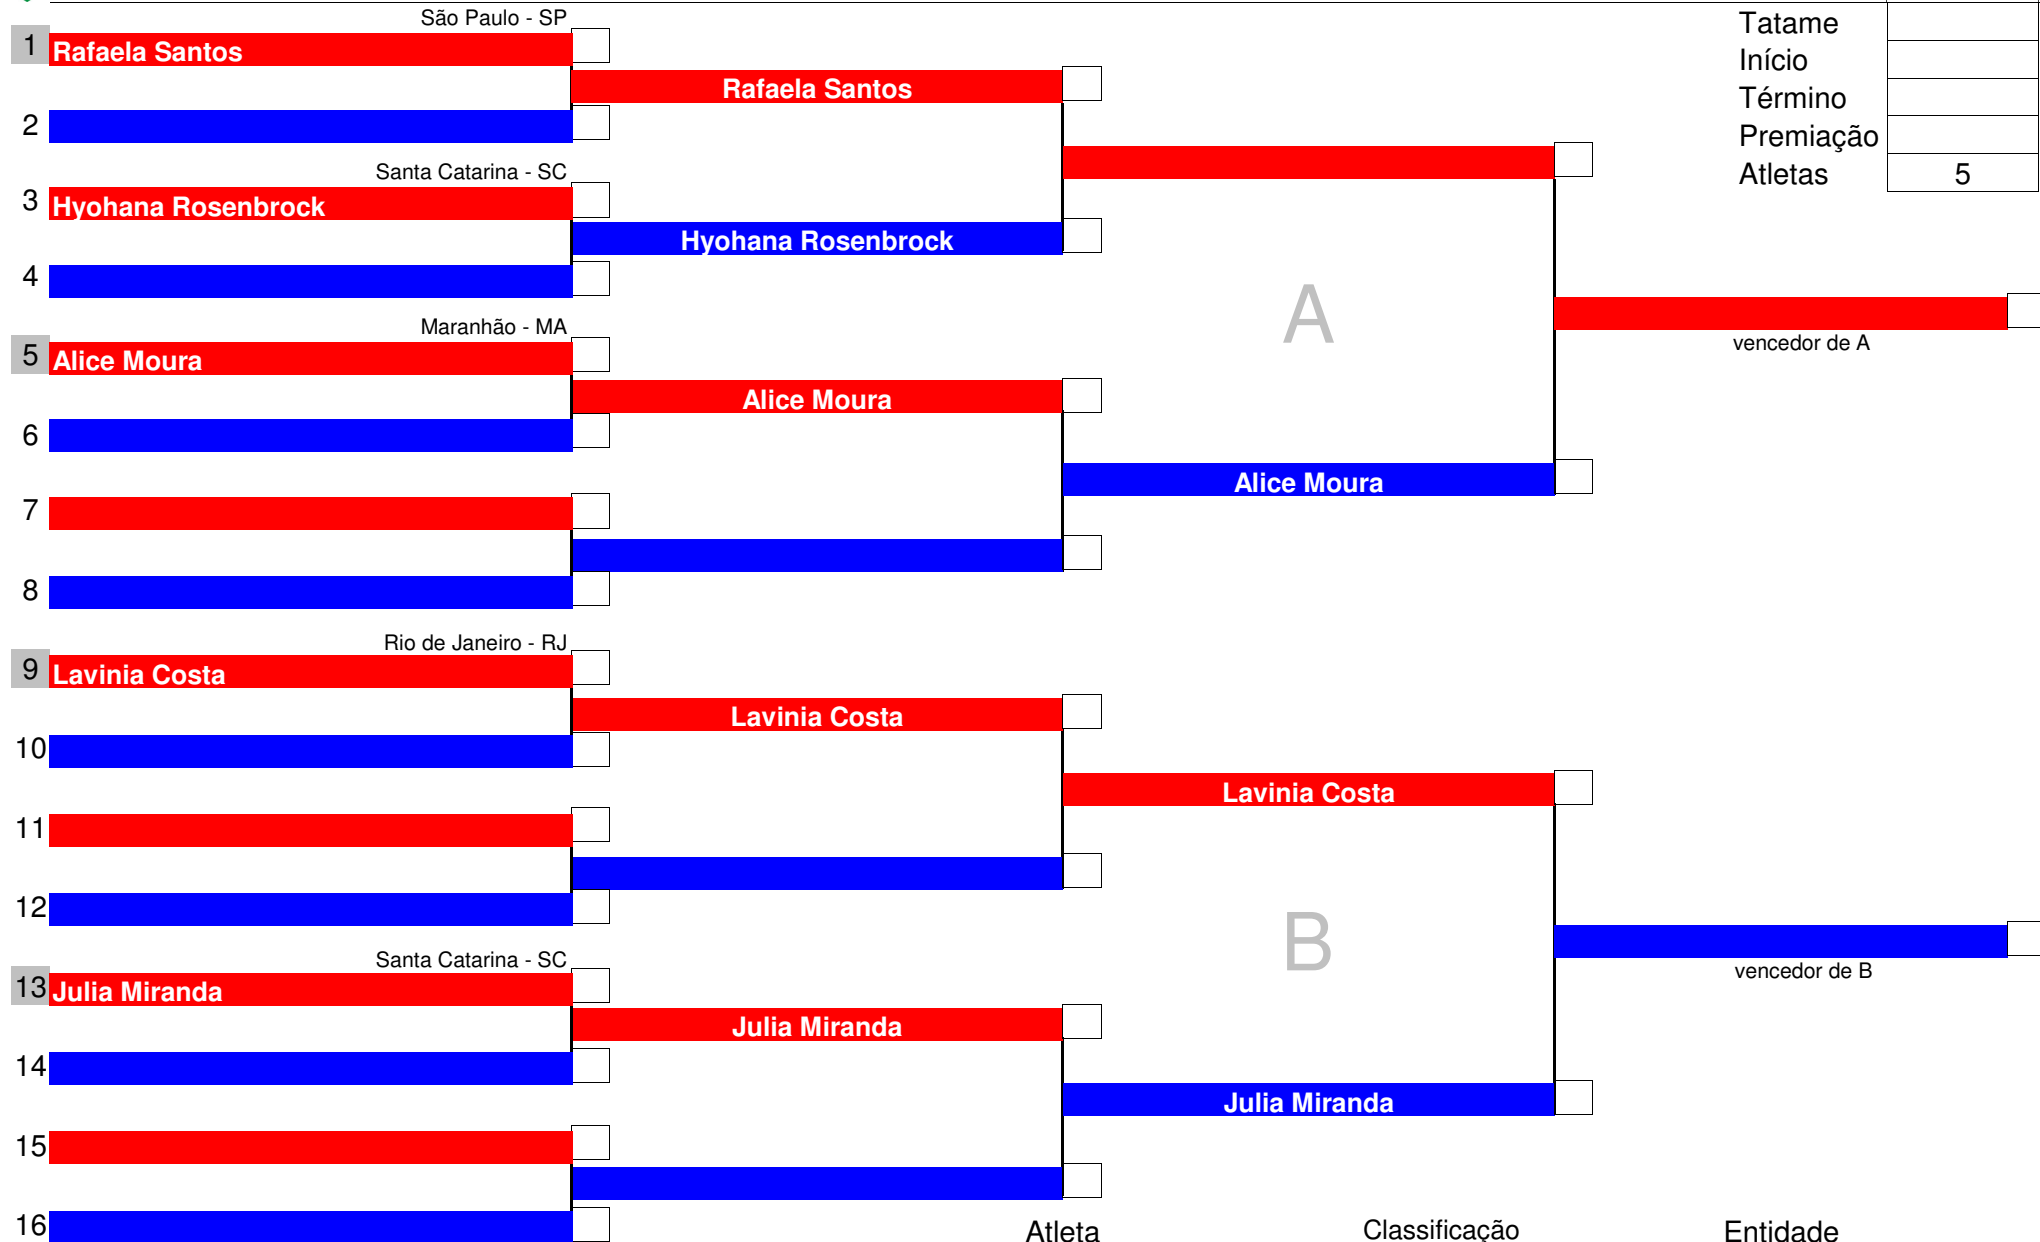 São Paulo - SP
Tatame
1 Rafaela Santos
Início
Rafaela Santos
Término
2
Premiação
Santa Catarina - SC
Atletas 5
3 Hyohana Rosenbrock
Hyohana Rosenbrock
4
A
Maranhão - MA
vencedor de A
5 Alice Moura
Alice Moura
6
Alice Moura
7
8
Rio de Janeiro - RJ
9 Lavinia Costa
Lavinia Costa
10
Lavinia Costa
11
12
B
Santa Catarina - SC
vencedor de B
13 Julia Miranda
Julia Miranda
14
Julia Miranda
15
16
Atleta Classificação Entidade